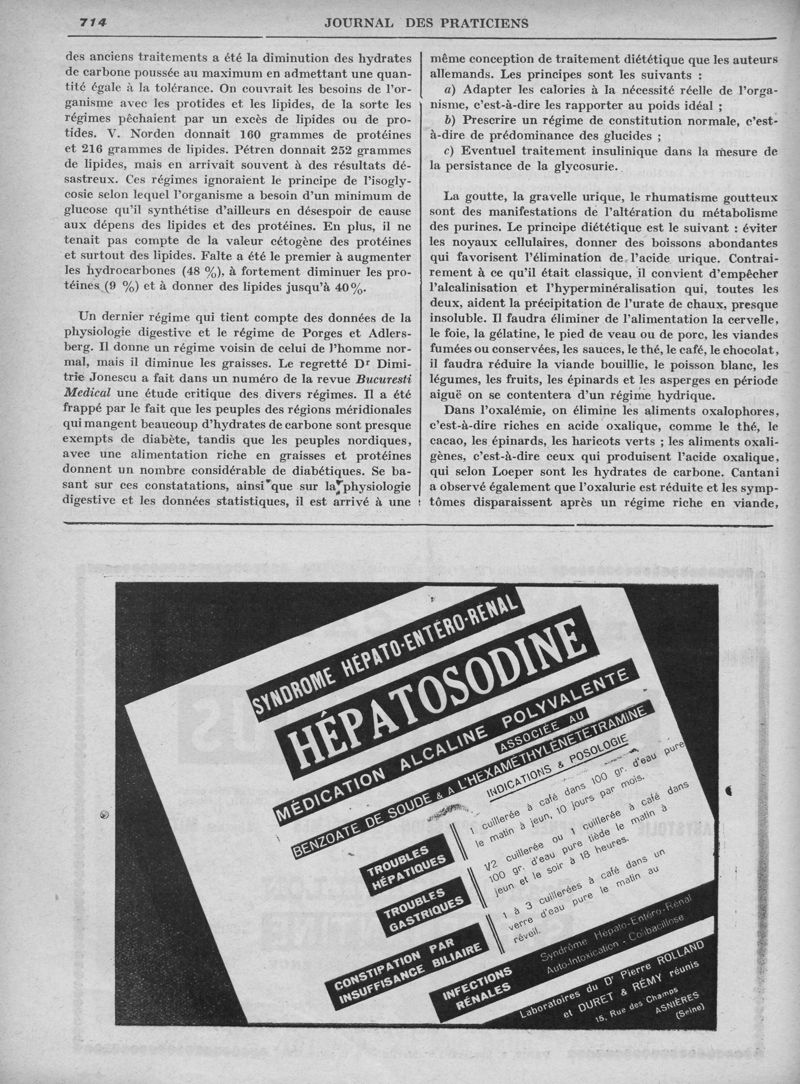 714
JOURNAL DES PRATICIENS
des anciens traitements a été la diminution des hydrates
de carbone poussée au maximum en admettant une quan-
tité égale à la tolérance. On couvrait les besoins de l'or-
ganisme avec les protides et les lipides, de la sorte les
régimes pêchaient par un excès de lipides ou de pro-
tides. V. Norden donnait 160 grammes de protéines
et 216 grammes de lipides. Pétren donnait 252 grammes
de lipides, mais en arrivait souvent à des résultats dé-
sastreux. Ces régimes ignoraient le principe de l'isogly-
cosie selon lequel l'organisme a besoin d'un minimum de
glucose qu'il synthétise d'ailleurs en désespoir de cause
aux dépens des lipides et des protéines. En plus, il ne
tenait pas compte de la valeur cétogène des protéines
et surtout des lipides. Falte a été le premier à augmenter
les hydrocarbones (48 %), à fortement diminuer les pro-
téines (9 %) et à donner des lipides jusqu'à 40%.
Un dernier régime qui tient compte des données de la
physiologie digestive et le régime de Porges et Adlers-
berg. Il donne un régime voisin de celui de l'homme nor-
mal, mais il diminue les graisses. Le regretté Dr Dimi-
trie Jonescu a fait dans un numéro de la revue Bucuresti
Medical une étude critique des divers régimes. Il a été
frappé par le fait que les peuples des régions méridionales
qui mangent beaucoup d'hydrates de carbone sont presque
exempts de diabète, tandis que les peuples nordiques,
avec une alimentation riche en graisses et protéines
donnent un nombre considérable de diabétiques. Se ba-
sant sur ces constatations, ainsi que sur la physiologie
digestive et les données statistiques, il est arrivé à une
même conception de traitement diététique que les auteurs
allemands. Les principes sont les suivants :
a) Adapter les calories à la nécessité réelle de l'orga-
nisme, c'est-à-dire les rapporter au poids idéal ;
b) Prescrire un régime de constitution normale, c'est-
à-dire de prédominance des glucides ;
c) Eventuel traitement insulinique dans la mesure de
la persistance de la glycosurie.
La goutte, la gravelle urique, le rhumatisme goutteux
sont des manifestations de l'altération du métabolisme
des purines. Le principe diététique est le suivant : éviter
les noyaux cellulaires, donner des boissons abondantes
qui favorisent l'élimination de l'acide urique. Contrai-
rement à ce qu'il était classique, il convient d'empêcher
l'alcalinisation et l'hyperminéralisation qui, toutes les
deux, aident la précipitation de l'urate de chaux, presque
insoluble. Il faudra éliminer de l'alimentation la cervelle,
le foie, la gélatine, le pied de veau ou de porc, les viandes
fumées ou conservées, les sauces, le thé, le café, le chocolat,
il faudra réduire la viande bouillie, le poisson blanc, les
légumes, les fruits, les épinards et les asperges en période
aiguë on se contentera d'un régime hydrique.
Dans l'oxalémie, on élimine les aliments oxalophores,
c'est-à-dire riches en acide oxalique, comme le thé, le
cacao, les épinards, les haricots verts ; les aliments oxali-
gènes, c'est-à-dire ceux qui produisent l'acide oxalique,
qui selon Loeper sont les hydrates de carbone. Cantani
a observé également que l'oxalurie est réduite et les symp-
tômes disparaissent après un régime riche en viande,
SYNDROME HÉPATO-ENTÉRO-RÉNAL
HÉPATOSODINE
MÉDICATION ALCALINE POLYVALENTE
ASSOCIÉE AU
BENZOATE DE SOUDE & A L'HEXAMÉTHYLÈNETÉTRAMINE
INDICATIONS & POSOLOGIE
TROUBLES
HÉPATIQUES
1 cuillerée à café dans 100 gr. d'eau pure
le matin à jeun, 10 jours par mois.
TROUBLES
GASTRIQUES
1/2 cuillerée ou 1 cuillerée à café dans
100 gr. d'eau pure tiède le matin à
jeun et le soir à 18 heures.
CONSTIPATION PAR
INSUFFISANCE BILIAIRE
1 à 3 cuillerées à café dans un
verre d'eau pure le matin au
réveil.
INFECTIONS
RÉNALES
Syndrôme Hépato-Entéro-Rénal
Auto-Intoxication - Colibacillose
Laboratoires du Dr Pierre ROLLAND
et DURET & RÉMY réunis
15, Rue des Champs
ASNIÈRES
(Seine)